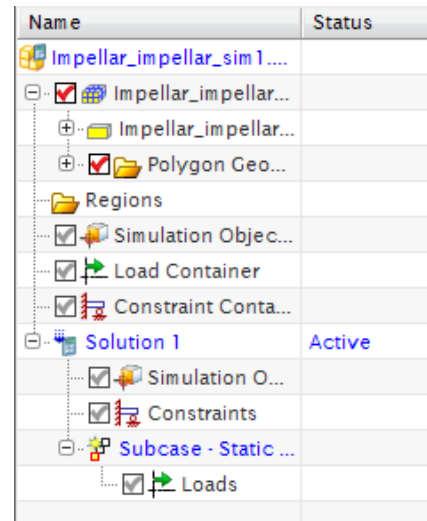 Name Status
Impellar_impellar_sim1....
Impellar_impellar...
Impellar_impellar...
Polygon Geo...
Regions
Simulation Objec...
Load Container
Constraint Conta...
Solution 1 Active
Simulation O...
Constraints
Subcase - Static ...
Loads